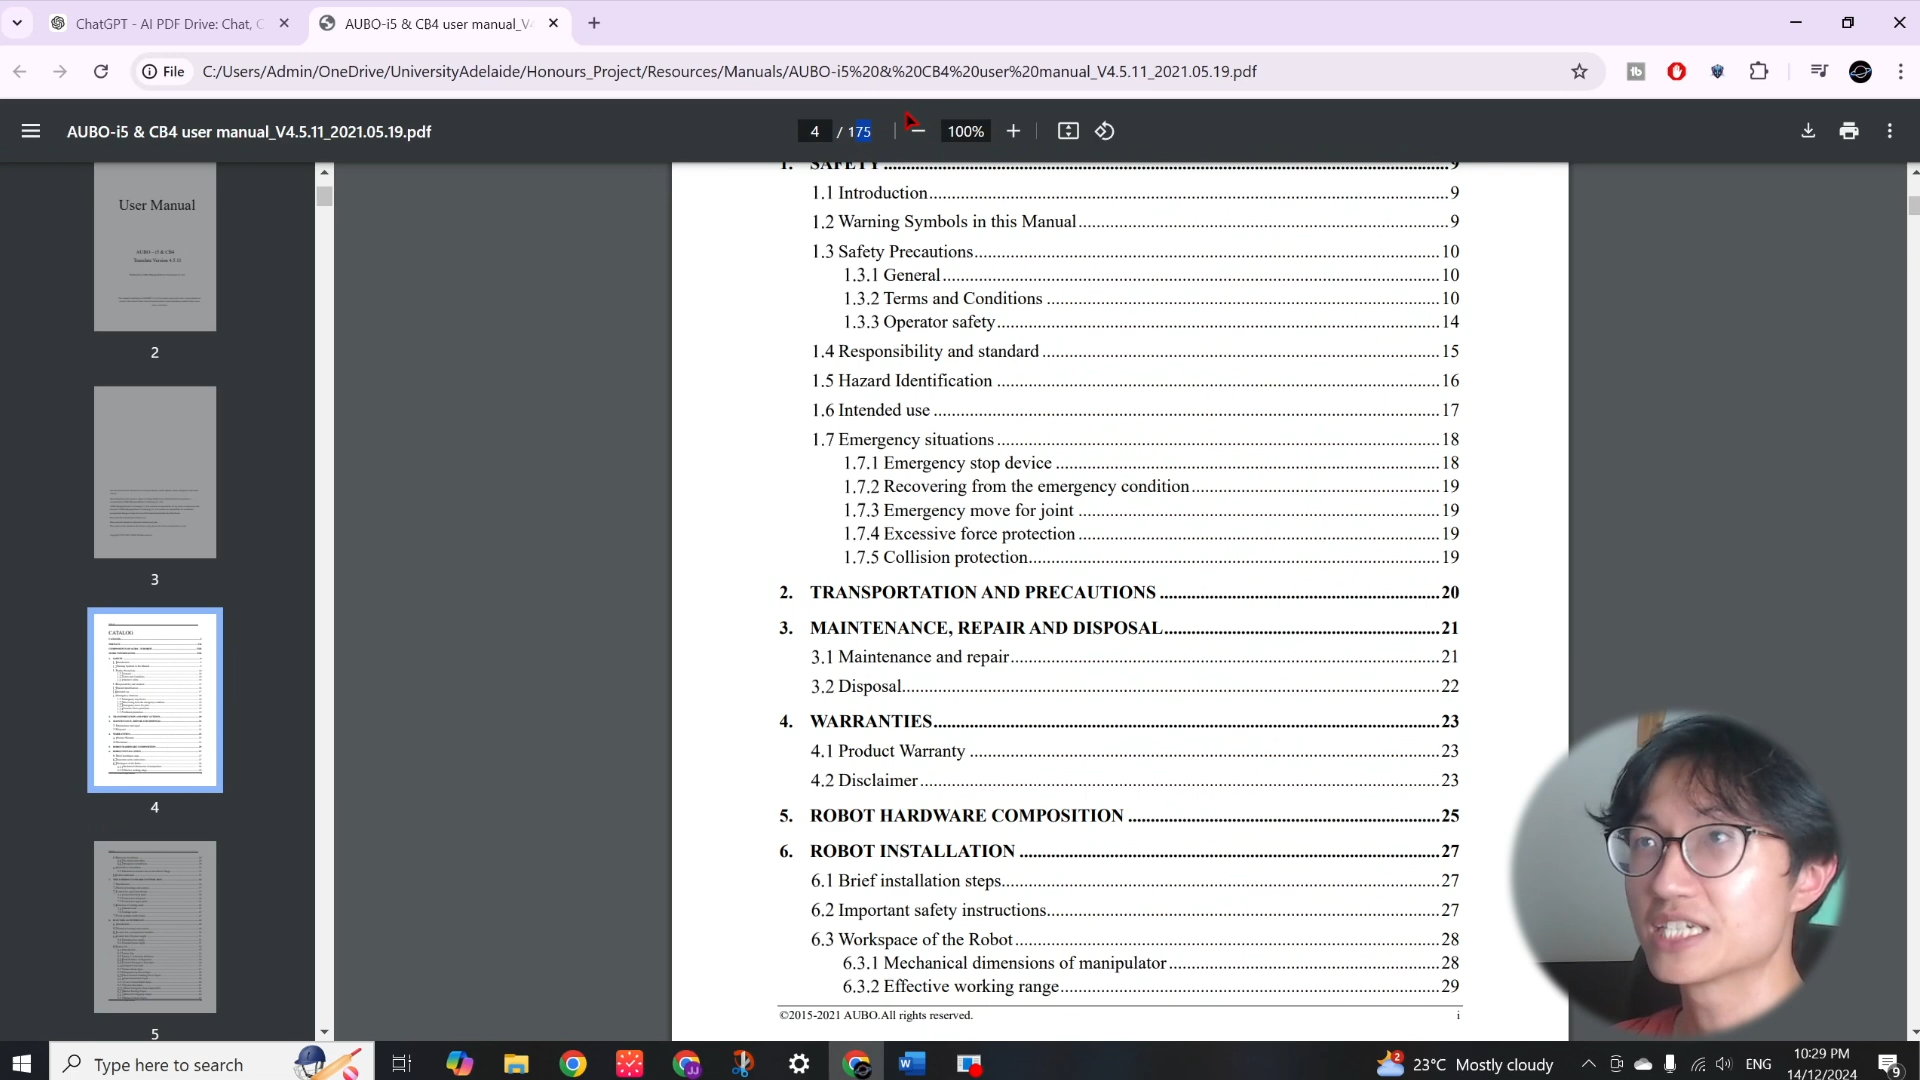 ChatGPT - AI PDF Drive: Chat, C
AUBO-i5 & CB4 user manual_V4
File
C:/Users/Admin/OneDrive/UniversityAdelaide/Honours_Project/Resources/Manuals/AUBO-i5%20&%20CB4%20user%20manual_V4.5.11_2021.05.19.pdf
AUBO-i5 & CB4 user manual_V4.5.11_2021.05.19.pdf
4 / 175
100%
User Manual
2
3
CATALOG
4
5
1. SAFETY 9
1.1 Introduction 9
1.2 Warning Symbols in this Manual 9
1.3 Safety Precautions 10
1.3.1 General 10
1.3.2 Terms and Conditions 10
1.3.3 Operator safety 14
1.4 Responsibility and standard 15
1.5 Hazard Identification 16
1.6 Intended use 17
1.7 Emergency situations 18
1.7.1 Emergency stop device 18
1.7.2 Recovering from the emergency condition 19
1.7.3 Emergency move for joint 19
1.7.4 Excessive force protection 19
1.7.5 Collision protection 19
2. TRANSPORTATION AND PRECAUTIONS 20
3. MAINTENANCE, REPAIR AND DISPOSAL 21
3.1 Maintenance and repair 21
3.2 Disposal 22
4. WARRANTIES 23
4.1 Product Warranty 23
4.2 Disclaimer 23
5. ROBOT HARDWARE COMPOSITION 25
6. ROBOT INSTALLATION 27
6.1 Brief installation steps 27
6.2 Important safety instructions 27
6.3 Workspace of the Robot 28
6.3.1 Mechanical dimensions of manipulator 28
6.3.2 Effective working range 29
©2015-2021 AUBO.All rights reserved. i
Type here to search
23°C Mostly cloudy
ENG
10:29 PM
14/12/2024
9